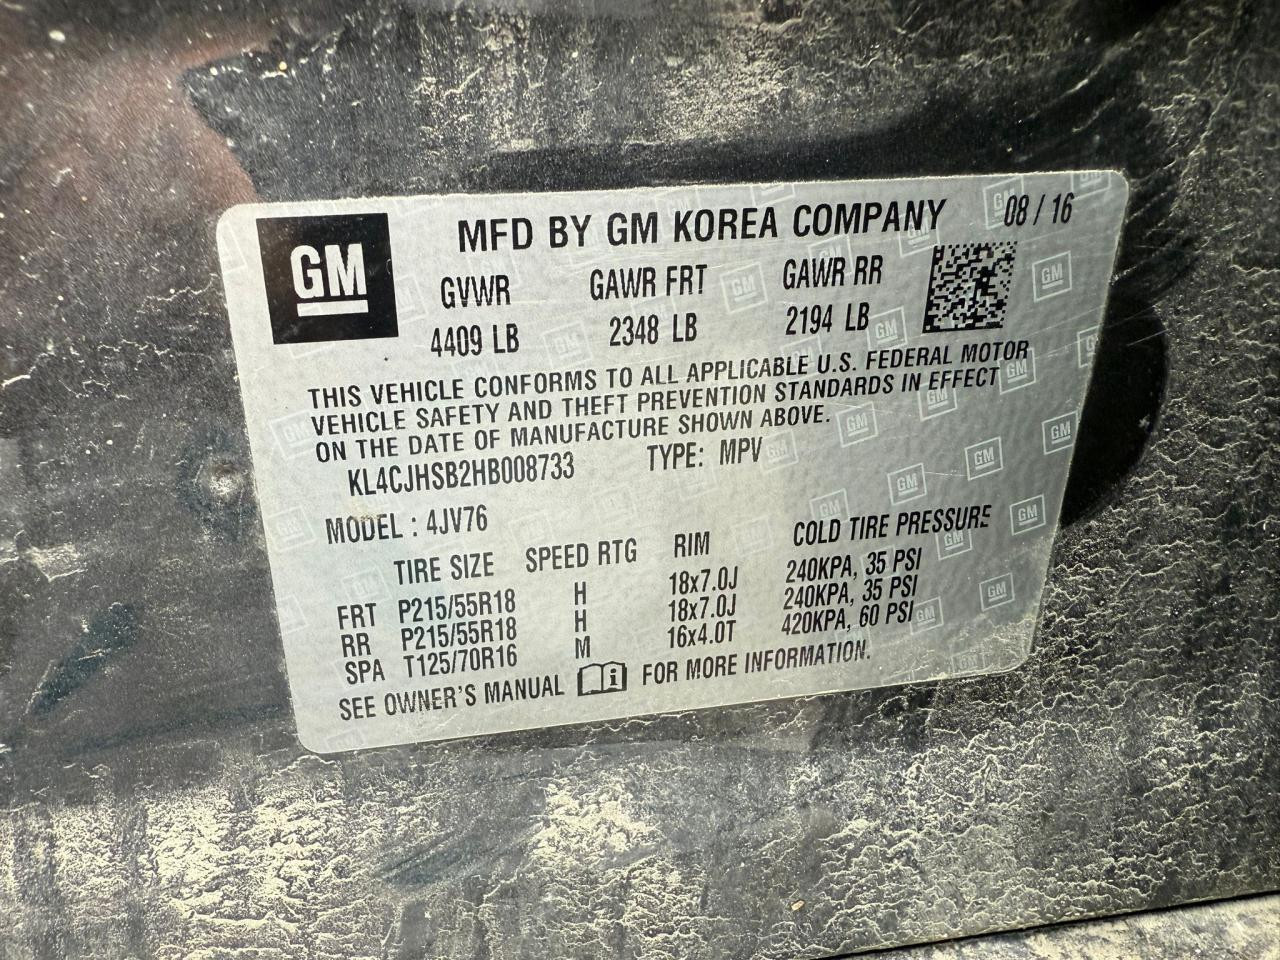 GM
MFD BY GM KOREA COMPANY 08 / 16
GVWR GAWR FRT GAWR RR
4409 LB 2348 LB 2194 LB
THIS VEHICLE CONFORMS TO ALL APPLICABLE U.S. FEDERAL MOTOR
VEHICLE SAFETY AND THEFT PREVENTION STANDARDS IN EFFECT
ON THE DATE OF MANUFACTURE SHOWN ABOVE.
KL4CJHSB2HB008733 TYPE: MPV
MODEL : 4JV76
TIRE SIZE SPEED RTG RIM COLD TIRE PRESSURE
FRT P215/55R18 H 18x7.0J 240KPA, 35 PSI
RR P215/55R18 H 18x7.0J 240KPA, 35 PSI
SPA T125/70R16 M 16x4.0T 420KPA, 60 PSI
SEE OWNER'S MANUAL i FOR MORE INFORMATION.